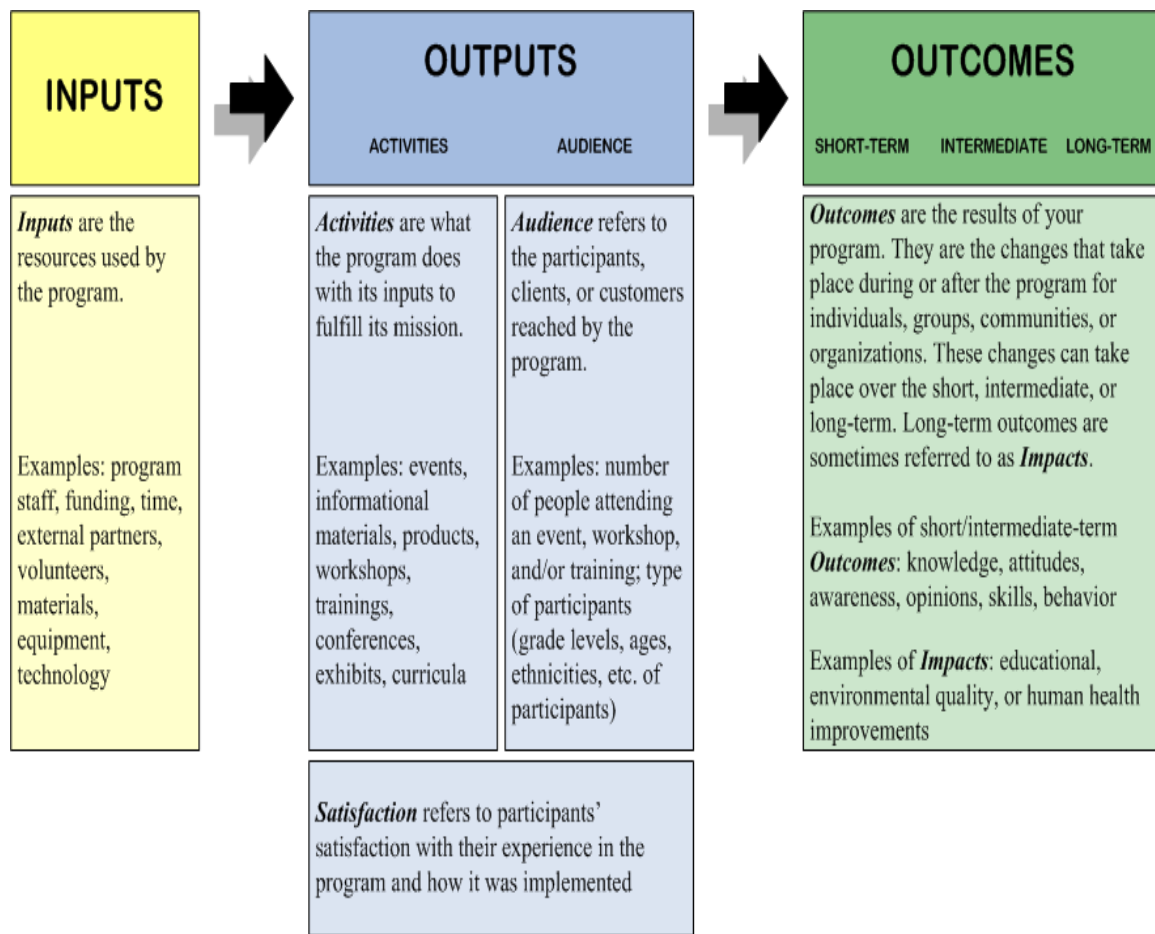 INPUTS
OUTPUTS
ACTIVITIES
AUDIENCE
OUTCOMES
SHORT-TERM
INTERMEDIATE
LONG-TERM
Inputs are the
resources used by
the program.
Examples: program
staff, funding, time,
external partners,
volunteers,
materials,
equipment,
technology
Activities are what
the program does
with its inputs to
fulfill its mission.
Examples: events,
informational
materials, products,
workshops,
trainings,
conferences,
exhibits, curricula
Audience refers to
the participants,
clients, or customers
reached by the
program.
Examples: number
of people attending
an event, workshop,
and/or training; type
of participants
(grade levels, ages,
ethnicities, etc. of
participants)
Satisfaction refers to participants’
satisfaction with their experience in the
program and how it was implemented
Outcomes are the results of your
program. They are the changes that take
place during or after the program for
individuals, groups, communities, or
organizations. These changes can take
place over the short, intermediate, or
long-term. Long-term outcomes are
sometimes referred to as Impacts.
Examples of short/intermediate-term
Outcomes: knowledge, attitudes,
awareness, opinions, skills, behavior
Examples of Impacts: educational,
environmental quality, or human health
improvements